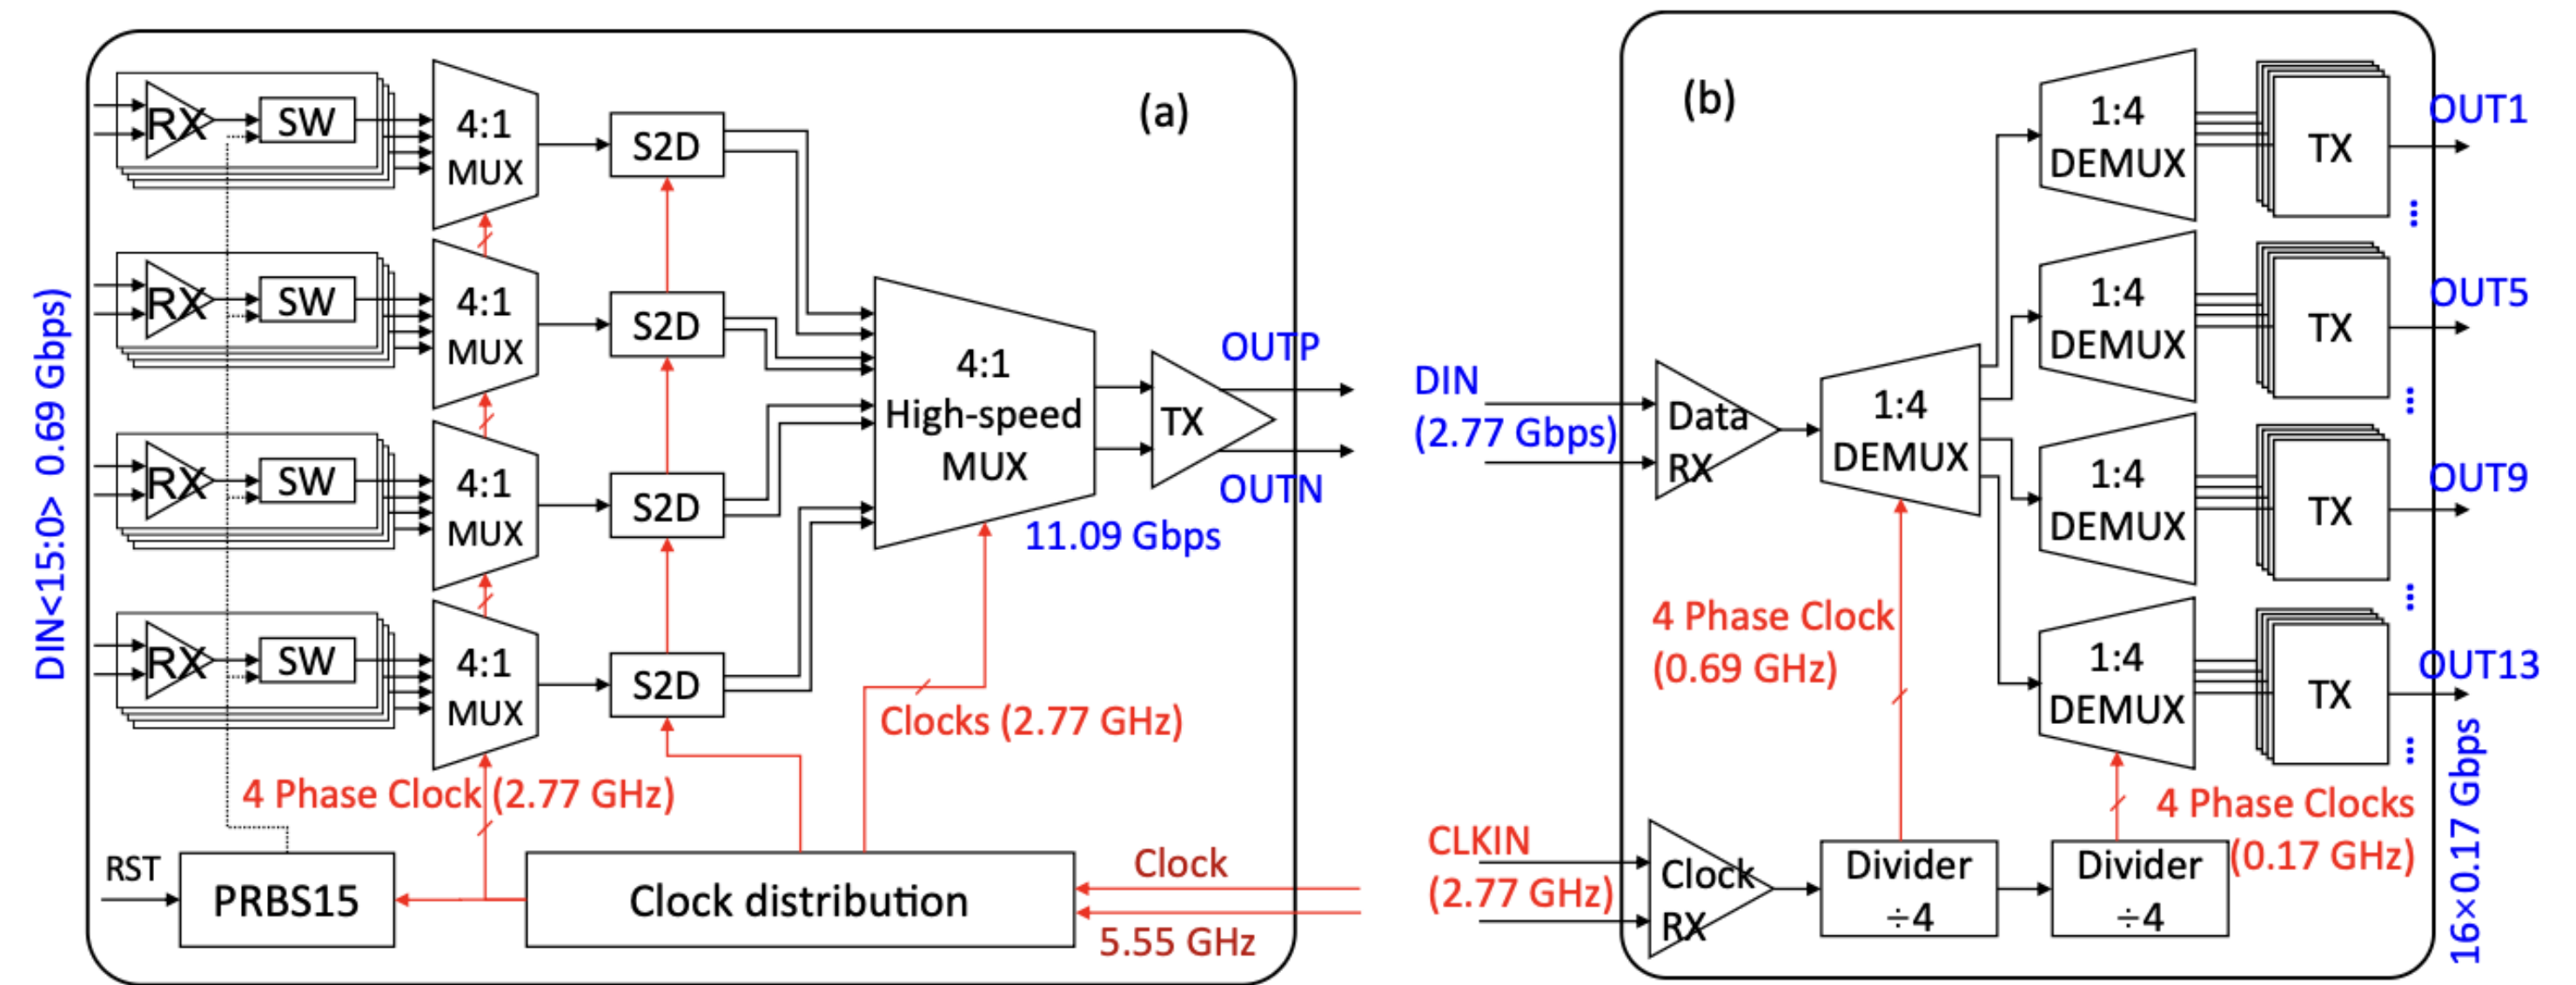 (a)
DIN<15:0> 0.69 Gbps)
RX
SW
4:1
MUX
S2D
RX
SW
4:1
MUX
S2D
RX
SW
4:1
MUX
S2D
RX
SW
4:1
MUX
S2D
4:1
High-speed
MUX
11.09 Gbps
TX
OUTP
OUTN
Clocks (2.77 GHz)
4 Phase Clock (2.77 GHz)
RST
PRBS15
Clock distribution
Clock
5.55 GHz
(b)
DIN
(2.77 Gbps)
Data
RX
1:4
DEMUX
1:4
DEMUX
TX
OUT1
...
1:4
DEMUX
TX
OUT5
...
1:4
DEMUX
TX
OUT9
...
1:4
DEMUX
TX
OUT13
...
16×0.17 Gbps
4 Phase Clock
(0.69 GHz)
4 Phase Clocks
(0.17 GHz)
CLKIN
(2.77 GHz)
Clock
RX
Divider
÷4
Divider
÷4